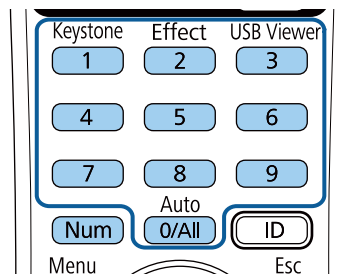 Keystone Effect USB Viewer
1 2 3
4 5 6
7 8 9
Auto
Num 0/All ID
Menu Esc